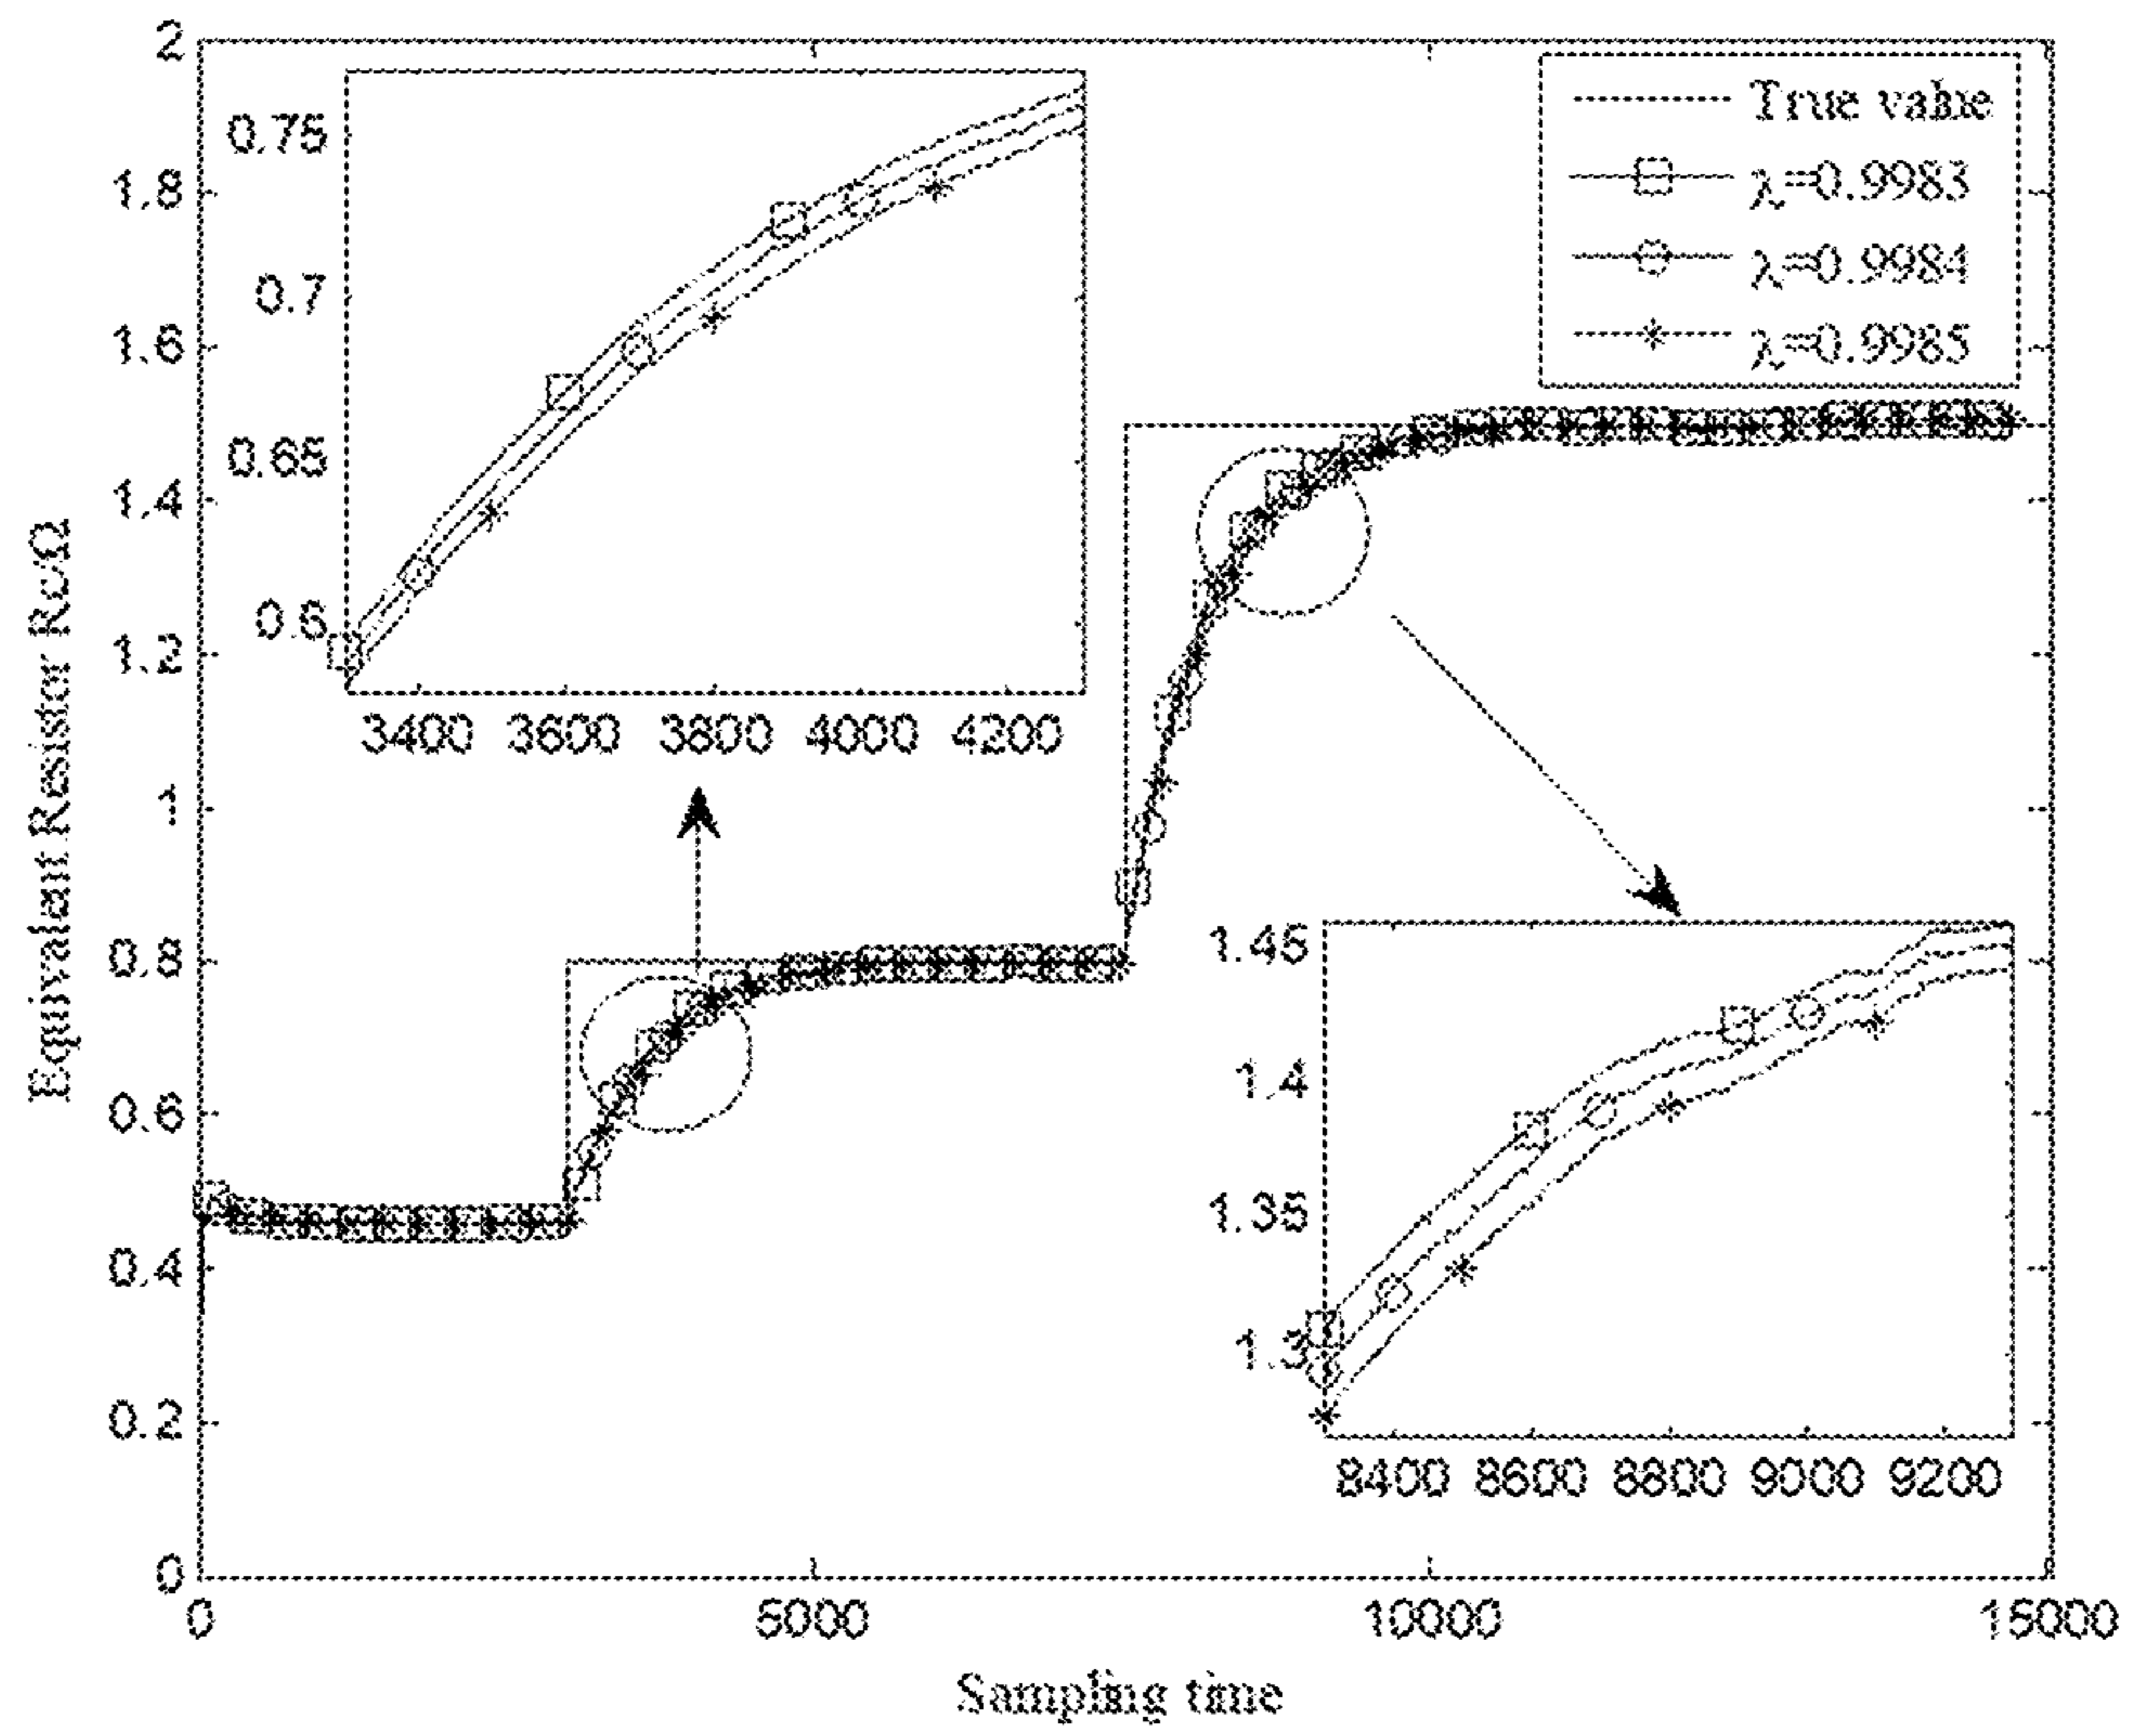 2
1.8
1.6
1.4
1.2
1
0.8
0.6
0.4
0.2
0
Equivalent Resistor Rc/Ω
0 5000 10000 15000
Sampling time
True value
λ=0.9983
λ=0.9984
λ=0.9985
0.75
0.7
0.65
0.6
3400 3600 3800 4000 4200
1.45
1.4
1.35
1.3
8400 8600 8800 9000 9200